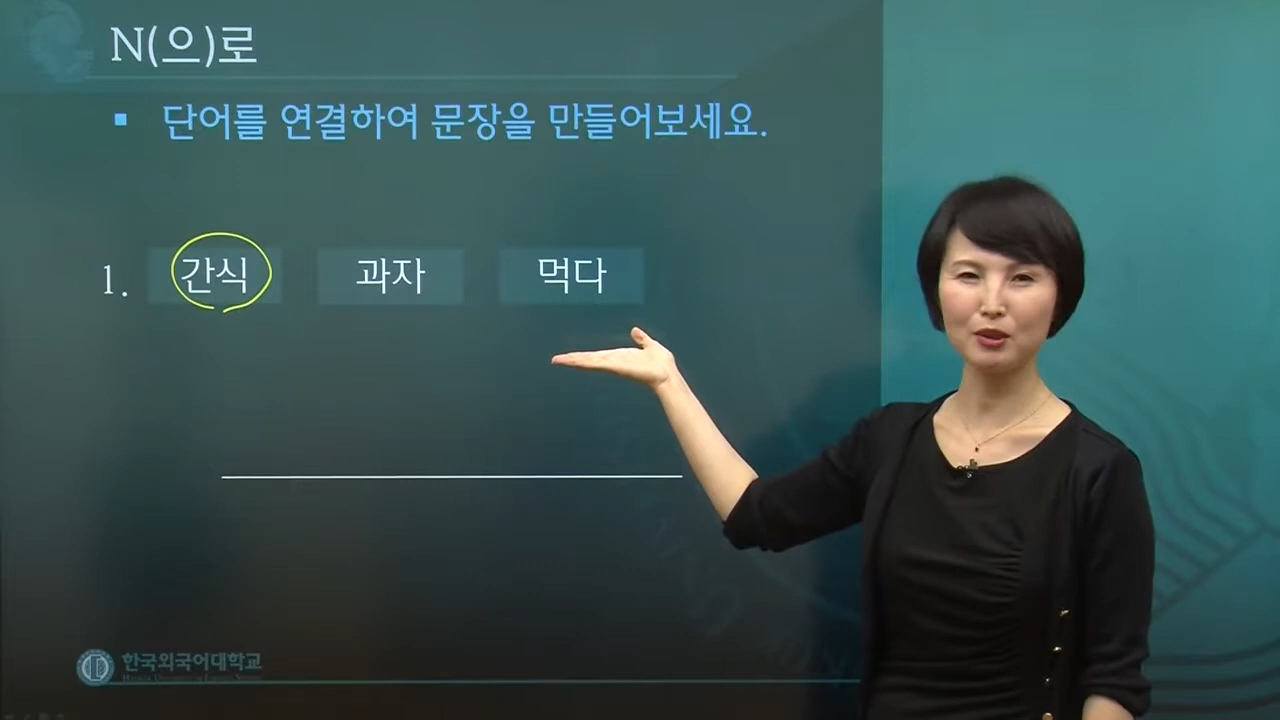 N(으)로
▪ 단어를 연결하여 문장을 만들어보세요.
1. 간식 과자 먹다
한국외국어대학교